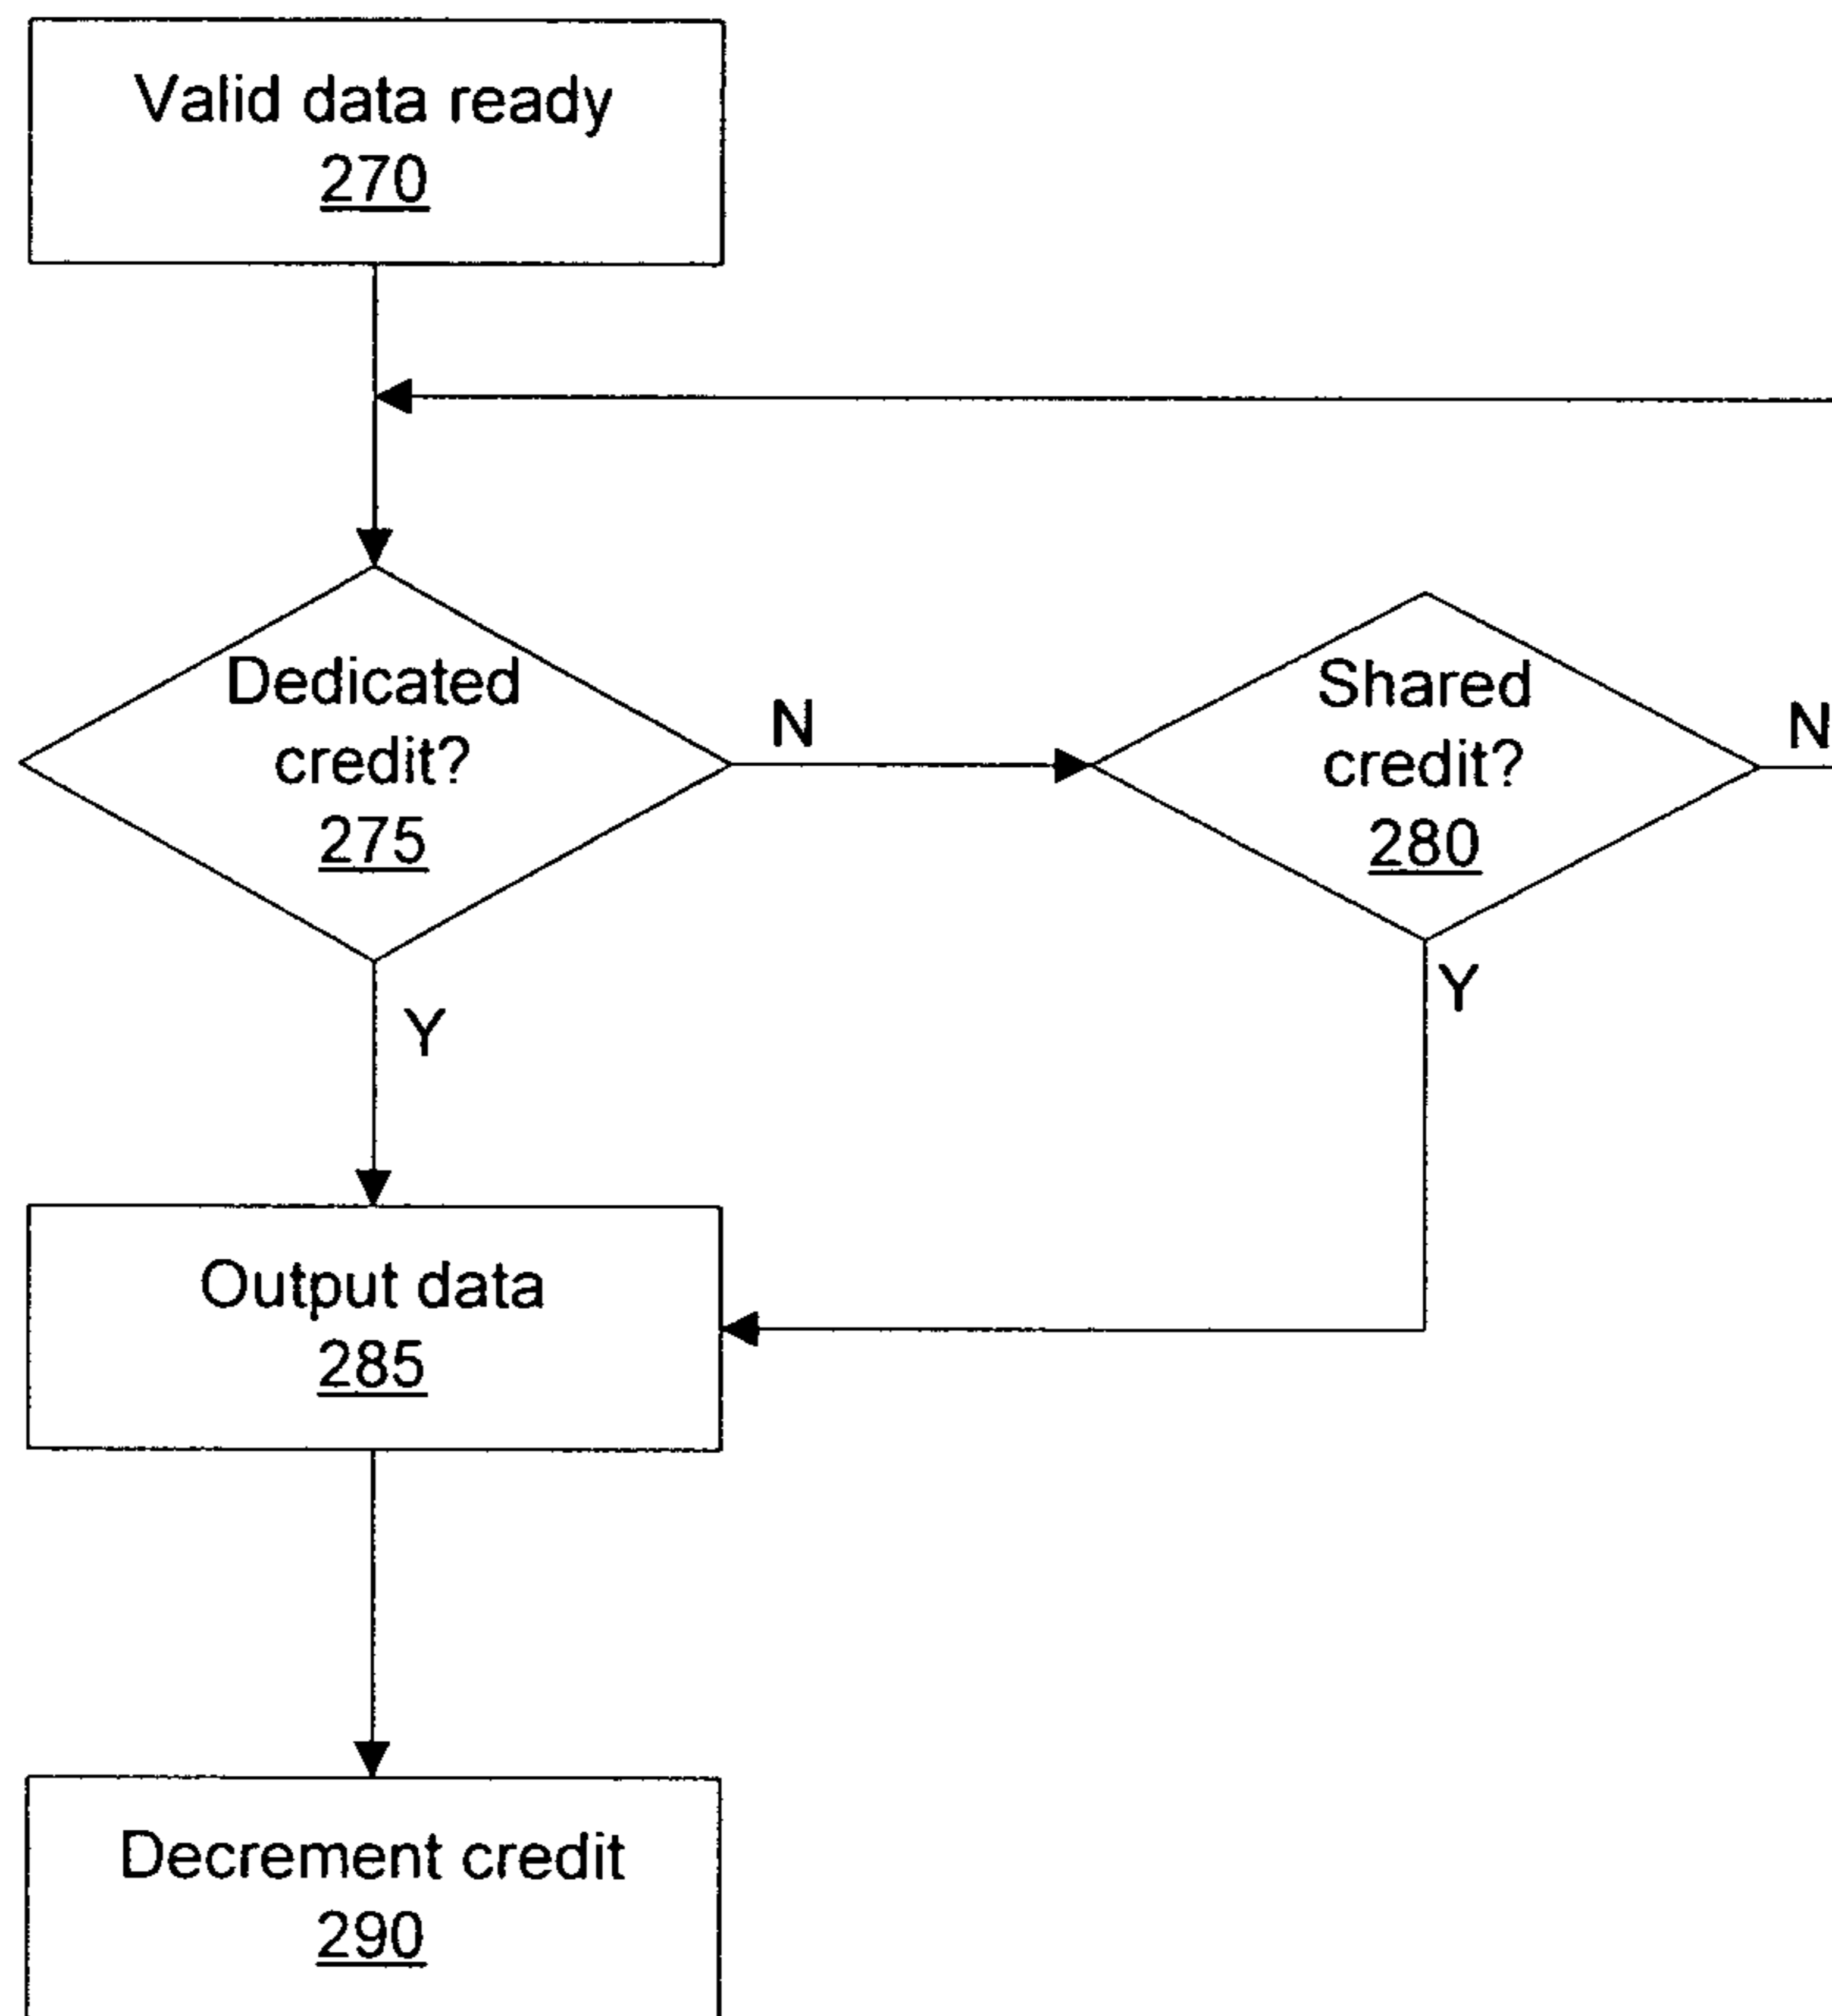 Valid data ready
270
Dedicated
credit?
275
N
Shared
credit?
280
N
Y
Y
Output data
285
Decrement credit
290